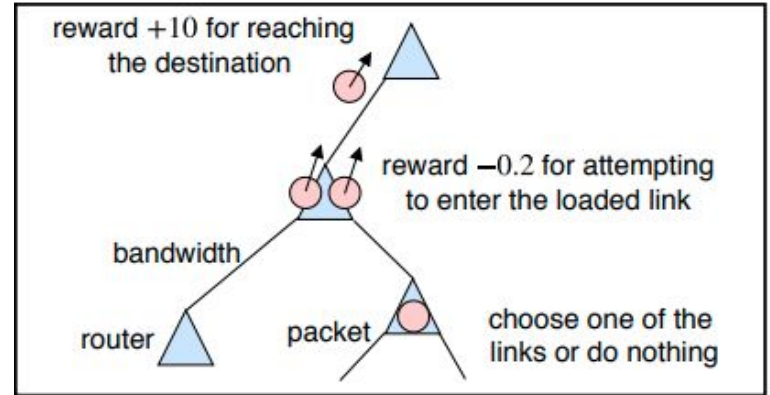 reward +10 for reaching
the destination
reward −0.2 for attempting
to enter the loaded link
bandwidth
router
packet
choose one of the
links or do nothing